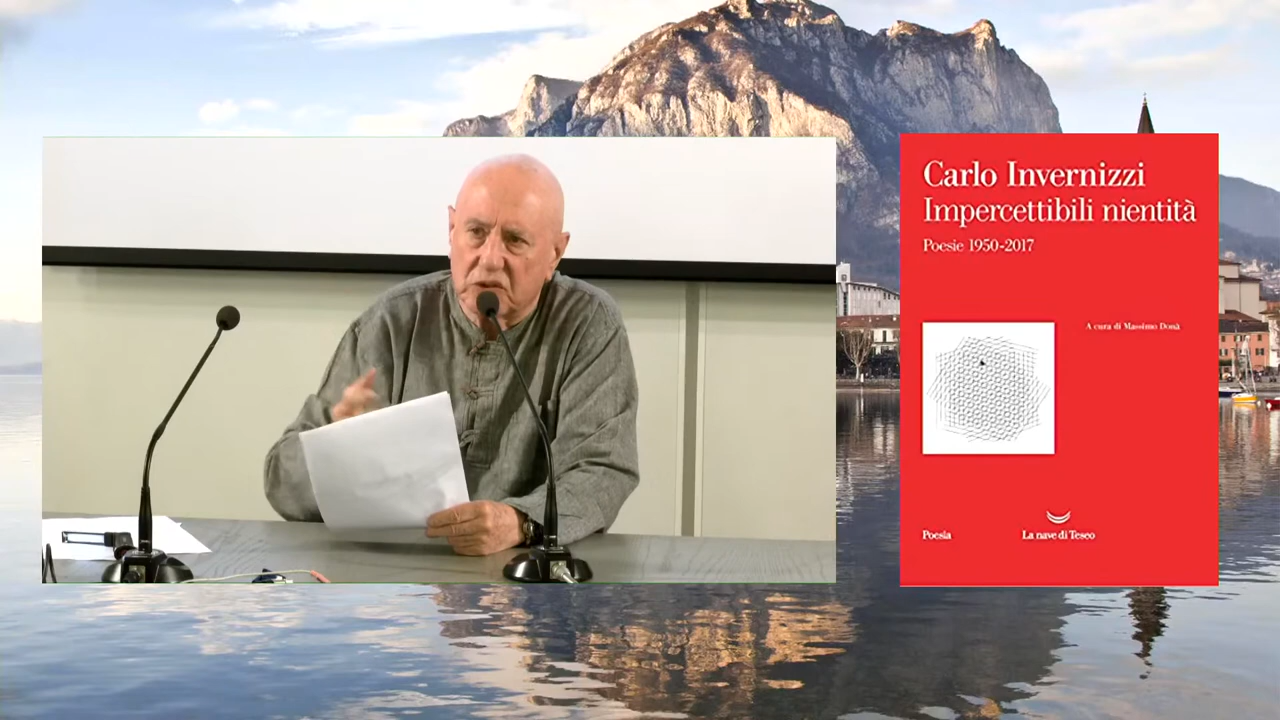 Carlo Invernizzi
Impercettibili nientità
Poesie 1950-2017
A cura di Massimo Donà
Poesia
La nave di Teseo